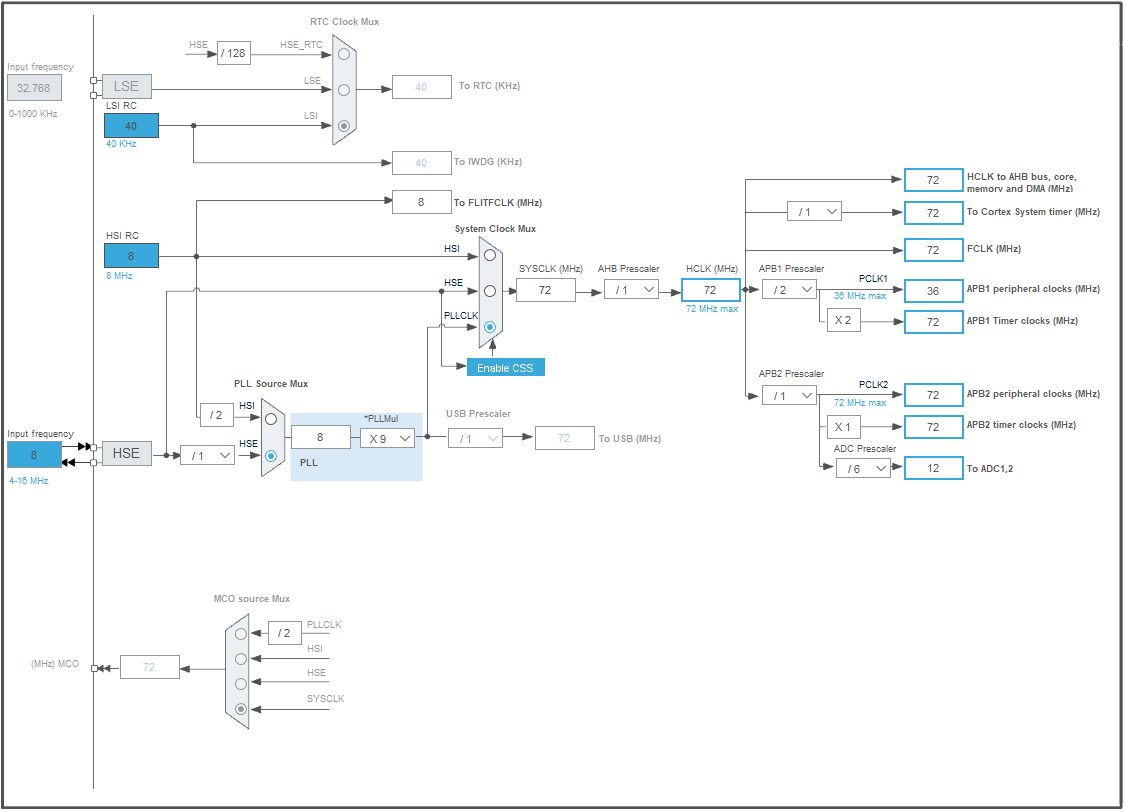 RTC Clock Mux
HSE
/ 128
HSE_RTC
Input frequency
32.768
0-1000 KHz
LSE
LSE
40
To RTC (KHz)
LSI RC
40
40 KHz
LSI
40
To IWDG (KHz)
8
To FLITFCLK (MHz)
HSI RC
8
8 MHz
System Clock Mux
HSI
HSE
PLLCLK
SYSCLK (MHz)
72
AHB Prescaler
/ 1
HCLK (MHz)
72
72 MHz max
Enable CSS
72
HCLK to AHB bus, core,
memory and DMA (MHz)
/ 1
72
To Cortex System timer (MHz)
72
FCLK (MHz)
APB1 Prescaler
/ 2
PCLK1
36 MHz max
36
APB1 peripheral clocks (MHz)
X 2
72
APB1 Timer clocks (MHz)
APB2 Prescaler
/ 1
PCLK2
72 MHz max
72
APB2 peripheral clocks (MHz)
X 1
72
APB2 timer clocks (MHz)
ADC Prescaler
/ 6
12
To ADC1,2
PLL Source Mux
/ 2
HSI
Input frequency
8
4-16 MHz
HSE
/ 1
HSE
8
*PLLMul
X 9
PLL
USB Prescaler
/ 1
72
To USB (MHz)
MCO source Mux
/ 2
PLLCLK
HSI
HSE
SYSCLK
(MHz) MCO
72